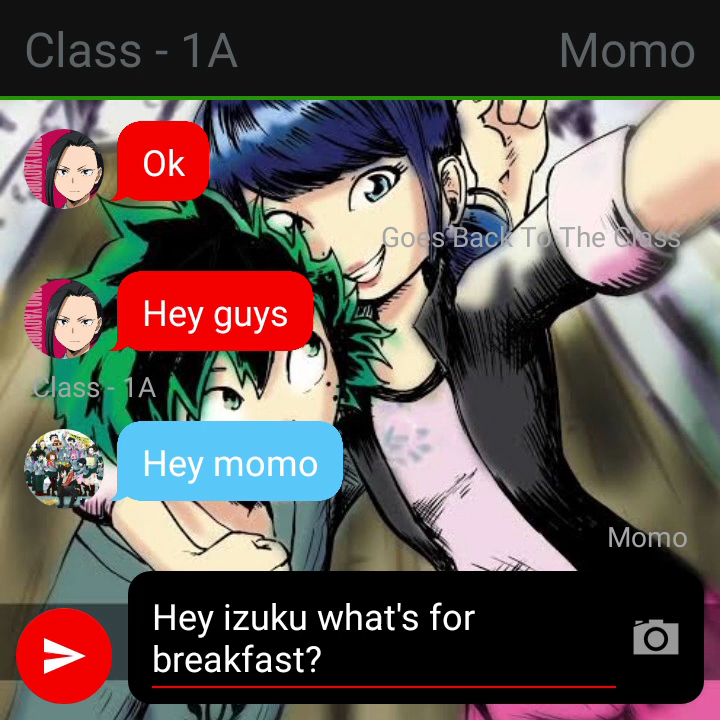 Class - 1A
Momo
Ok
Goes Back To The Class
Hey guys
Class - 1A
Hey momo
Momo
Hey izuku what's for
breakfast?